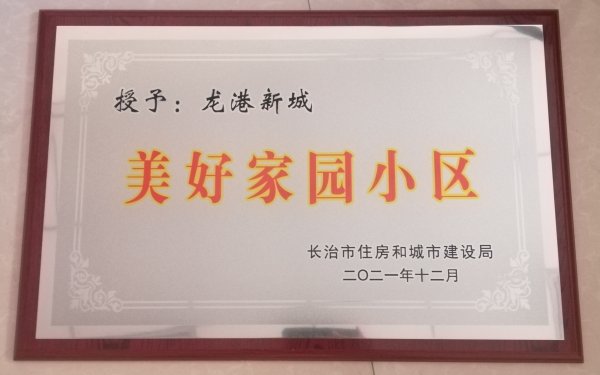 授予：龙港新城
美好家园小区
长治市住房和城市建设局
二〇二一年十二月